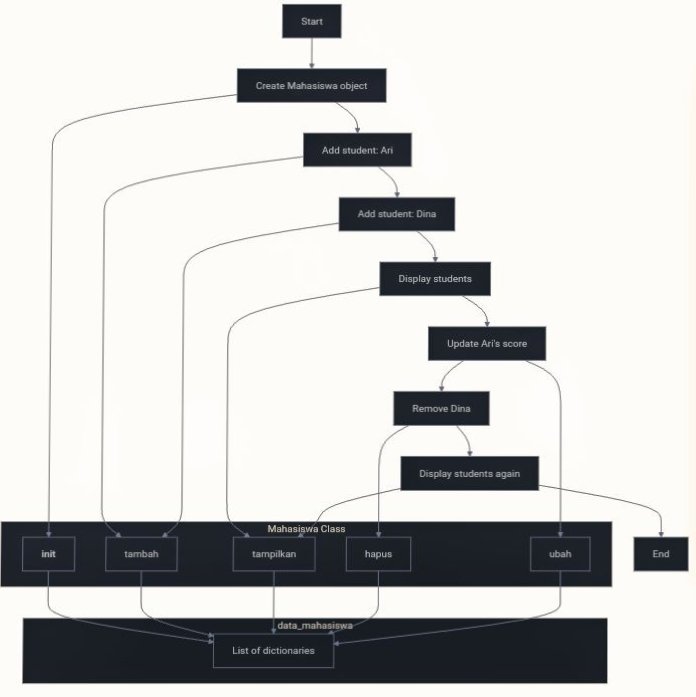 Start
Create Mahasiswa object
Add student: Ari
Add student: Dina
Display students
Update Ari's score
Remove Dina
Display students again
Mahasiswa Class
init
tambah
tampilkan
hapus
ubah
End
data_mahasiswa
List of dictionaries